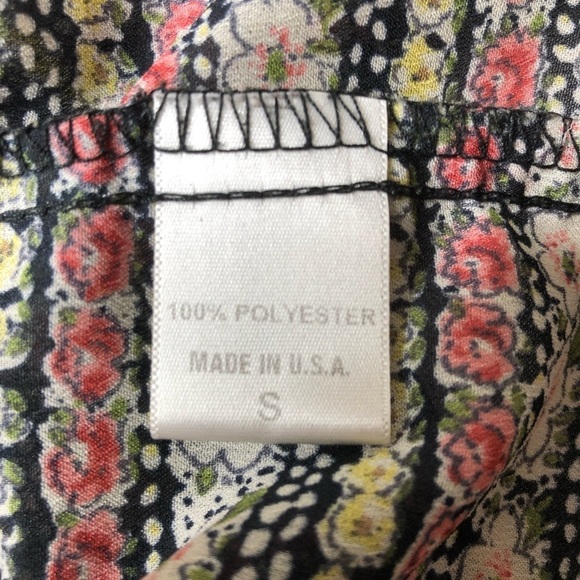 100% POLYESTER
MADE IN U.S.A.
S